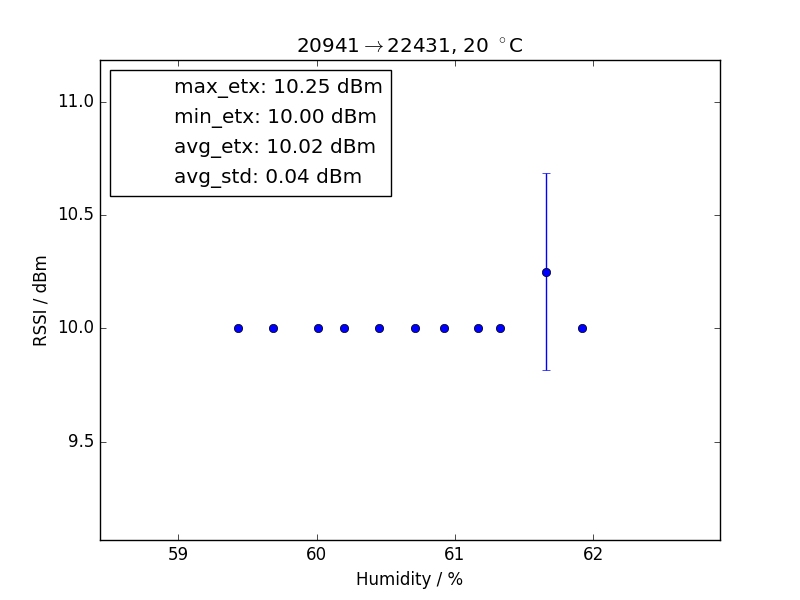 20941→22431, 20 °C
max_etx: 10.25 dBm
min_etx: 10.00 dBm
avg_etx: 10.02 dBm
avg_std: 0.04 dBm
11.0
10.5
10.0
9.5
RSSI / dBm
59 60 61 62
Humidity / %